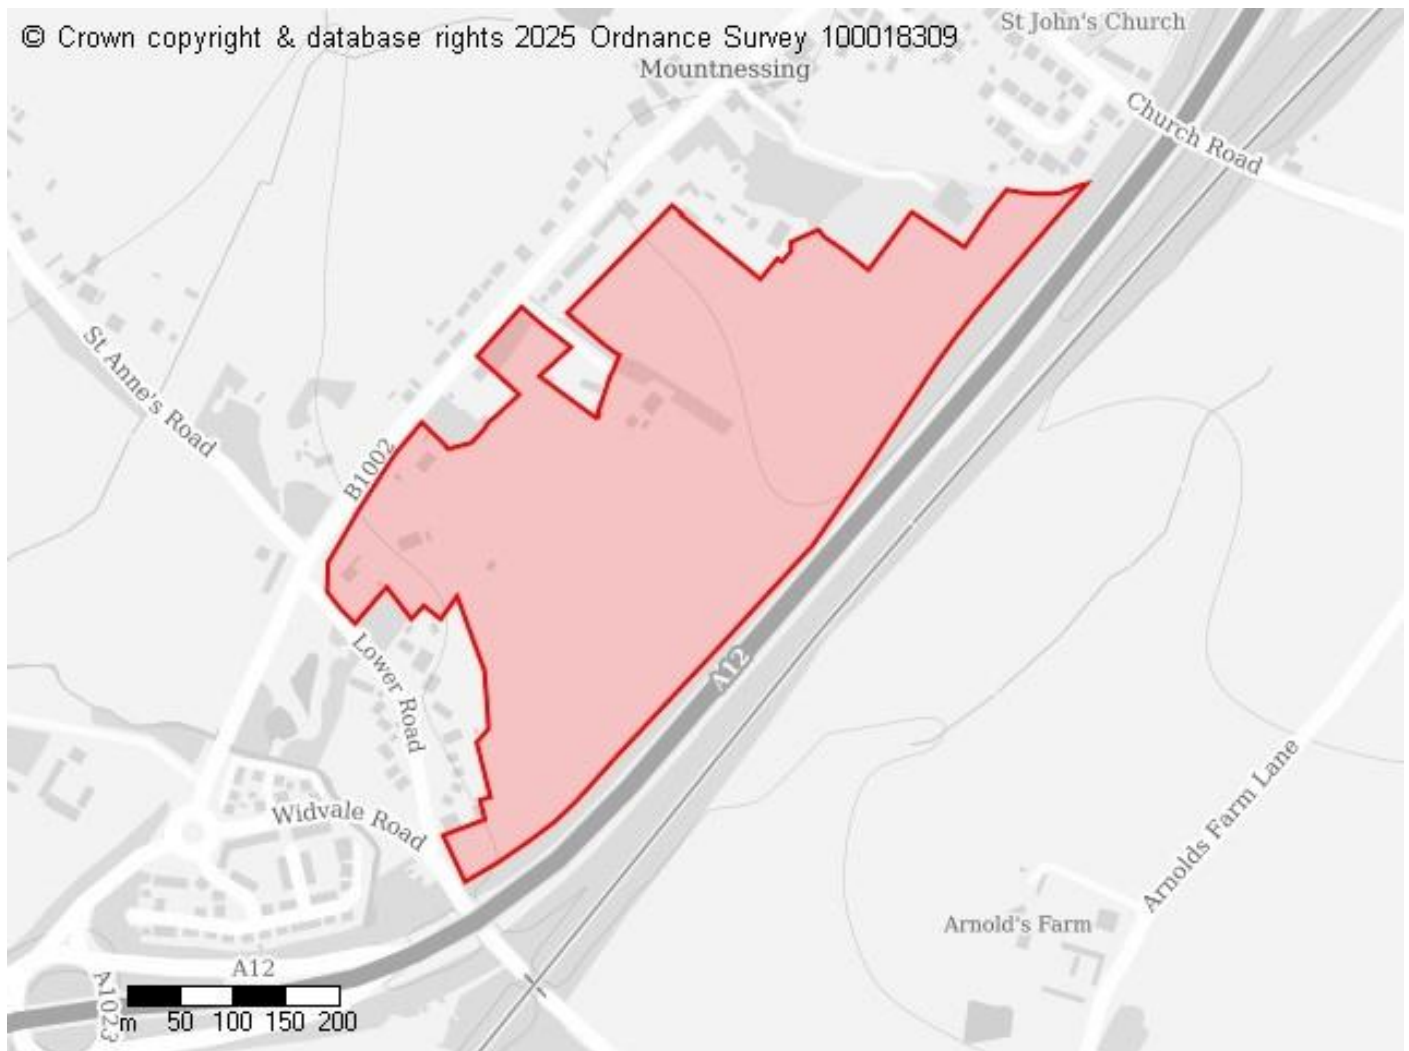 © Crown copyright & database rights 2025 Ordnance Survey 100018309
St John's Church
Mountnessing
Church Road
St Anne's Road
B1002
Lower Road
A12
Widvale Road
Arnolds Farm Lane
Arnold's Farm
A12
A1023
m 50 100 150 200